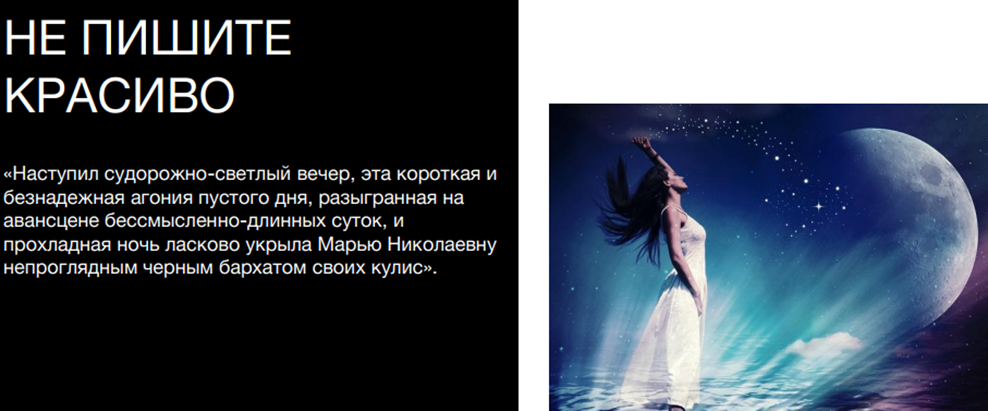 НЕ ПИШИТЕ
КРАСИВО
«Наступил судорожно-светлый вечер, эта короткая и
безнадежная агония пустого дня, разыгранная на
авансцене бессмысленно-длинных суток, и
прохладная ночь ласково укрыла Марью Николаевну
непроглядным черным бархатом своих кулис».